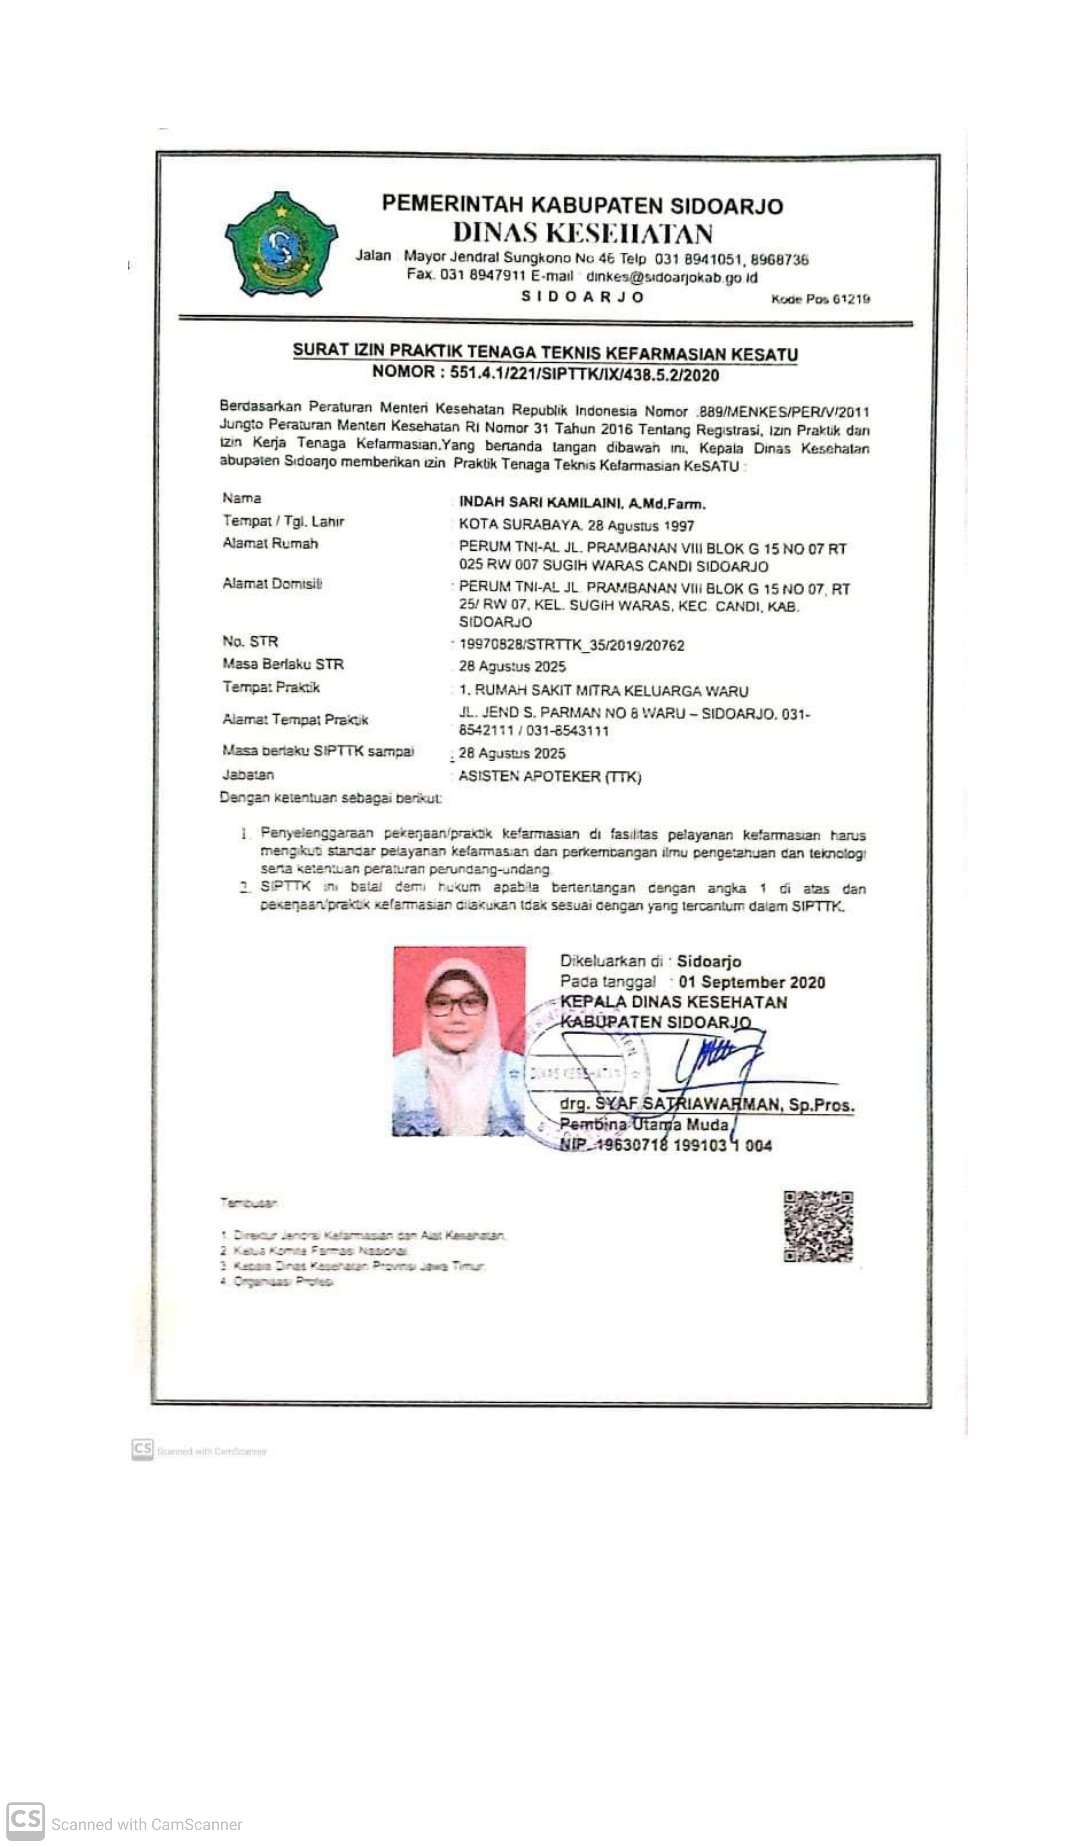 PEMERINTAH KABUPATEN SIDOARJO
DINAS KESEHATAN
Jalan Mayor Jendral Sungkono No 46 Telp 031 8941051, 8968736
Fax. 031 8947911 E-mail : dinkes@sidoarjokab.go id
SIDOARJO
Kode Pos 61219
SURAT IZIN PRAKTIK TENAGA TEKNIS KEFARMASIAN KESATU
NOMOR : 551.4.1/221/SIPTTK/IX/438.5.2/2020
Berdasarkan Peraturan Menteri Kesehatan Republik Indonesia Nomor .889/MENKES/PER/V/2011
Jungto Peraturan Menteri Kesehatan RI Nomor 31 Tahun 2016 Tentang Registrasi, Izin Praktik dan
Izin Kerja Tenaga Kefarmasian,Yang bertanda tangan dibawah ini, Kepala Dinas Kesehatan
abupaten Sidoarjo memberikan izin Praktik Tenaga Teknis Kefarmasian KeSATU :
Nama : INDAH SARI KAMILAINI, A.Md.Farm.
Tempat / Tgl. Lahir : KOTA SURABAYA, 28 Agustus 1997
Alamat Rumah : PERUM TNI-AL JL. PRAMBANAN VIII BLOK G 15 NO 07 RT
025 RW 007 SUGIH WARAS CANDI SIDOARJO
Alamat Domisili : PERUM TNI-AL JL. PRAMBANAN VIII BLOK G 15 NO 07, RT
25/ RW 07, KEL. SUGIH WARAS, KEC. CANDI, KAB.
SIDOARJO
No. STR : 19970828/STRTTK_35/2019/20762
Masa Berlaku STR : 28 Agustus 2025
Tempat Praktik : 1. RUMAH SAKIT MITRA KELUARGA WARU
Alamat Tempat Praktik : JL. JEND S. PARMAN NO 8 WARU – SIDOARJO. 031-
8542111 / 031-8543111
Masa berlaku SIPTTK sampai : 28 Agustus 2025
Jabatan : ASISTEN APOTEKER (TTK)
Dengan ketentuan sebagai berikut:
1. Penyelenggaraan pekerjaan/praktik kefarmasian di fasilitas pelayanan kefarmasian harus
mengikuti standar pelayanan kefarmasian dan perkembangan ilmu pengetahuan dan teknologi
serta ketentuan peraturan perundang-undang.
2. SIPTTK ini batal demi hukum apabila bertentangan dengan angka 1 di atas dan
pekerjaan/praktik kefarmasian dilakukan tdak sesuai dengan yang tercantum dalam SIPTTK.
Dikeluarkan di : Sidoarjo
Pada tanggal : 01 September 2020
KEPALA DINAS KESEHATAN
KABUPATEN SIDOARJO
DINAS KESEHATAN
drg. SYAF SATRIAWARMAN, Sp.Pros.
Pembina Utama Muda
NIP. 19630718 199103 1 004
Tembusan
1. Direktur Jendral Kefarmasian dan Alat Kesehatan.
2. Ketua Komite Farmasi Nasional
3. Kepala Dinas Kesehatan Provinsi Jawa Timur
4. Organisasi Profesi
CS Scanned with CamScanner
CS Scanned with CamScanner